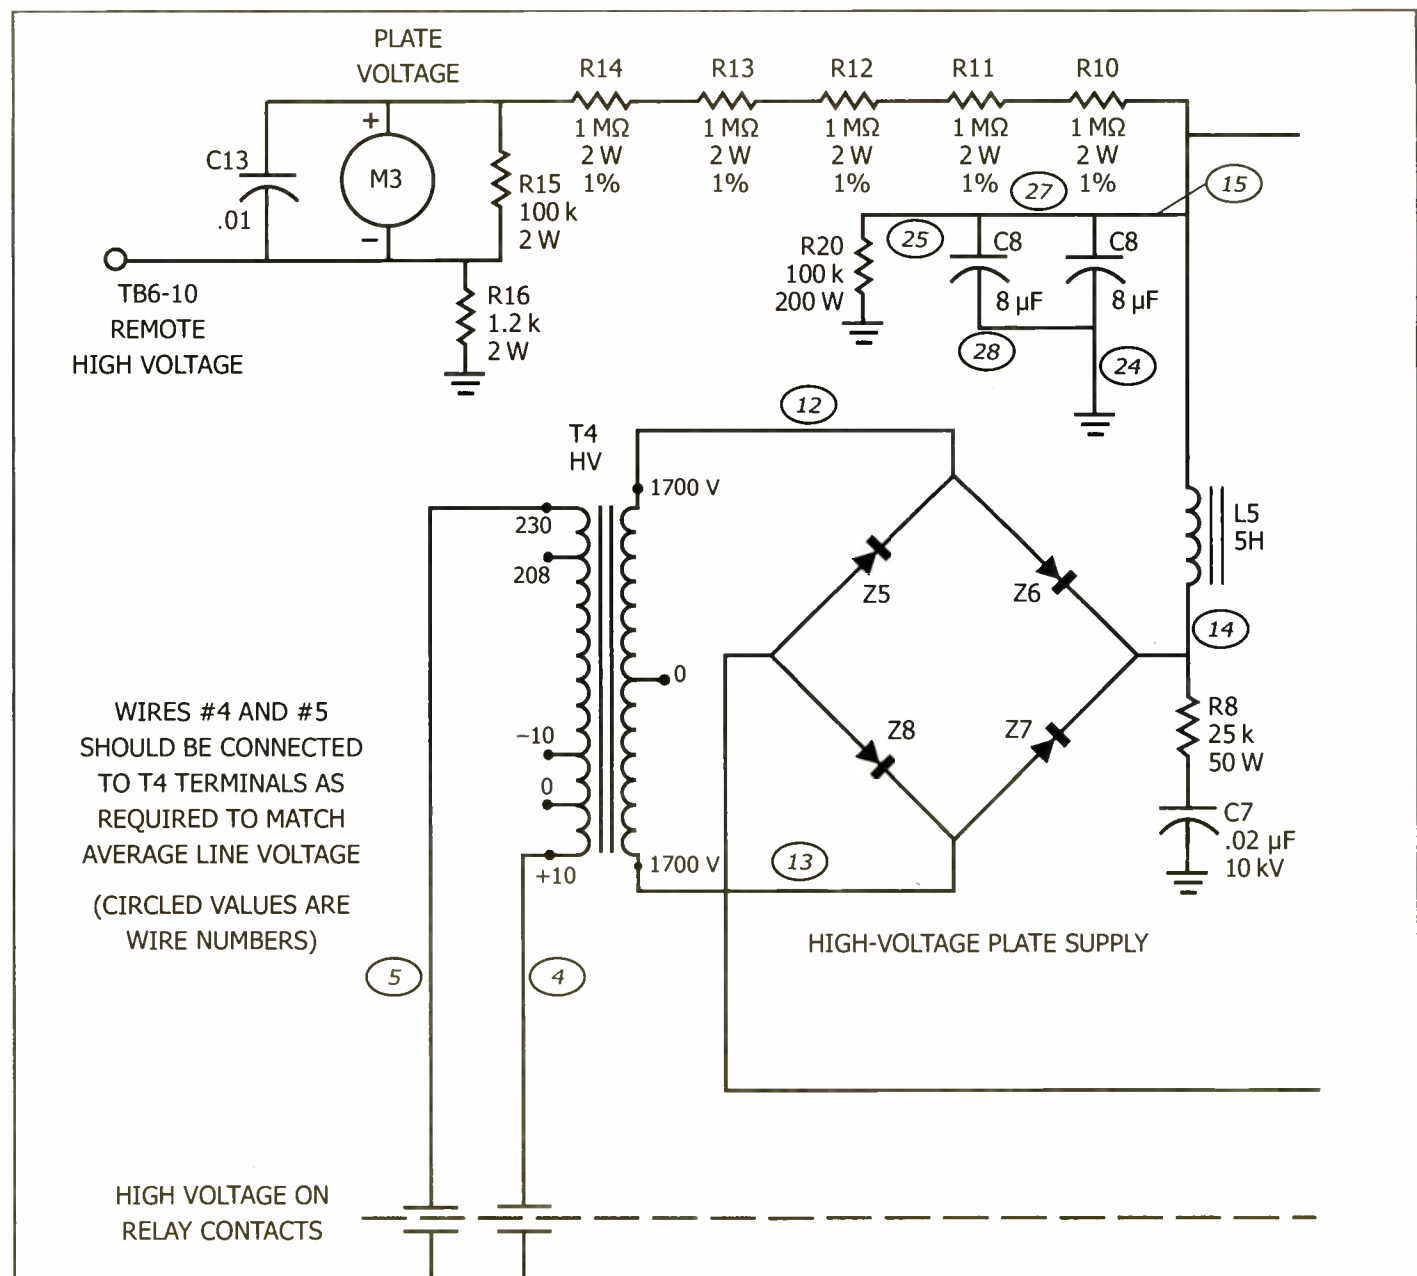 PLATE
VOLTAGE
R14
1 MΩ
2 W
1%
R13
1 MΩ
2 W
1%
R12
1 MΩ
2 W
1%
R11
1 MΩ
2 W
1%
R10
1 MΩ
2 W
1%
C13
.01
+
M3
−
R15
100 k
2 W
27
15
25
R20
100 k
200 W
C8
8 µF
C8
8 µF
28
24
TB6-10
REMOTE
HIGH VOLTAGE
R16
1.2 k
2 W
12
T4
HV
1700 V
230
208
0
−10
0
+10
1700 V
Z5
Z6
Z8
Z7
13
L5
5H
14
R8
25 k
50 W
C7
.02 µF
10 kV
WIRES #4 AND #5
SHOULD BE CONNECTED
TO T4 TERMINALS AS
REQUIRED TO MATCH
AVERAGE LINE VOLTAGE
(CIRCLED VALUES ARE
WIRE NUMBERS)
5
4
HIGH-VOLTAGE PLATE SUPPLY
HIGH VOLTAGE ON
RELAY CONTACTS